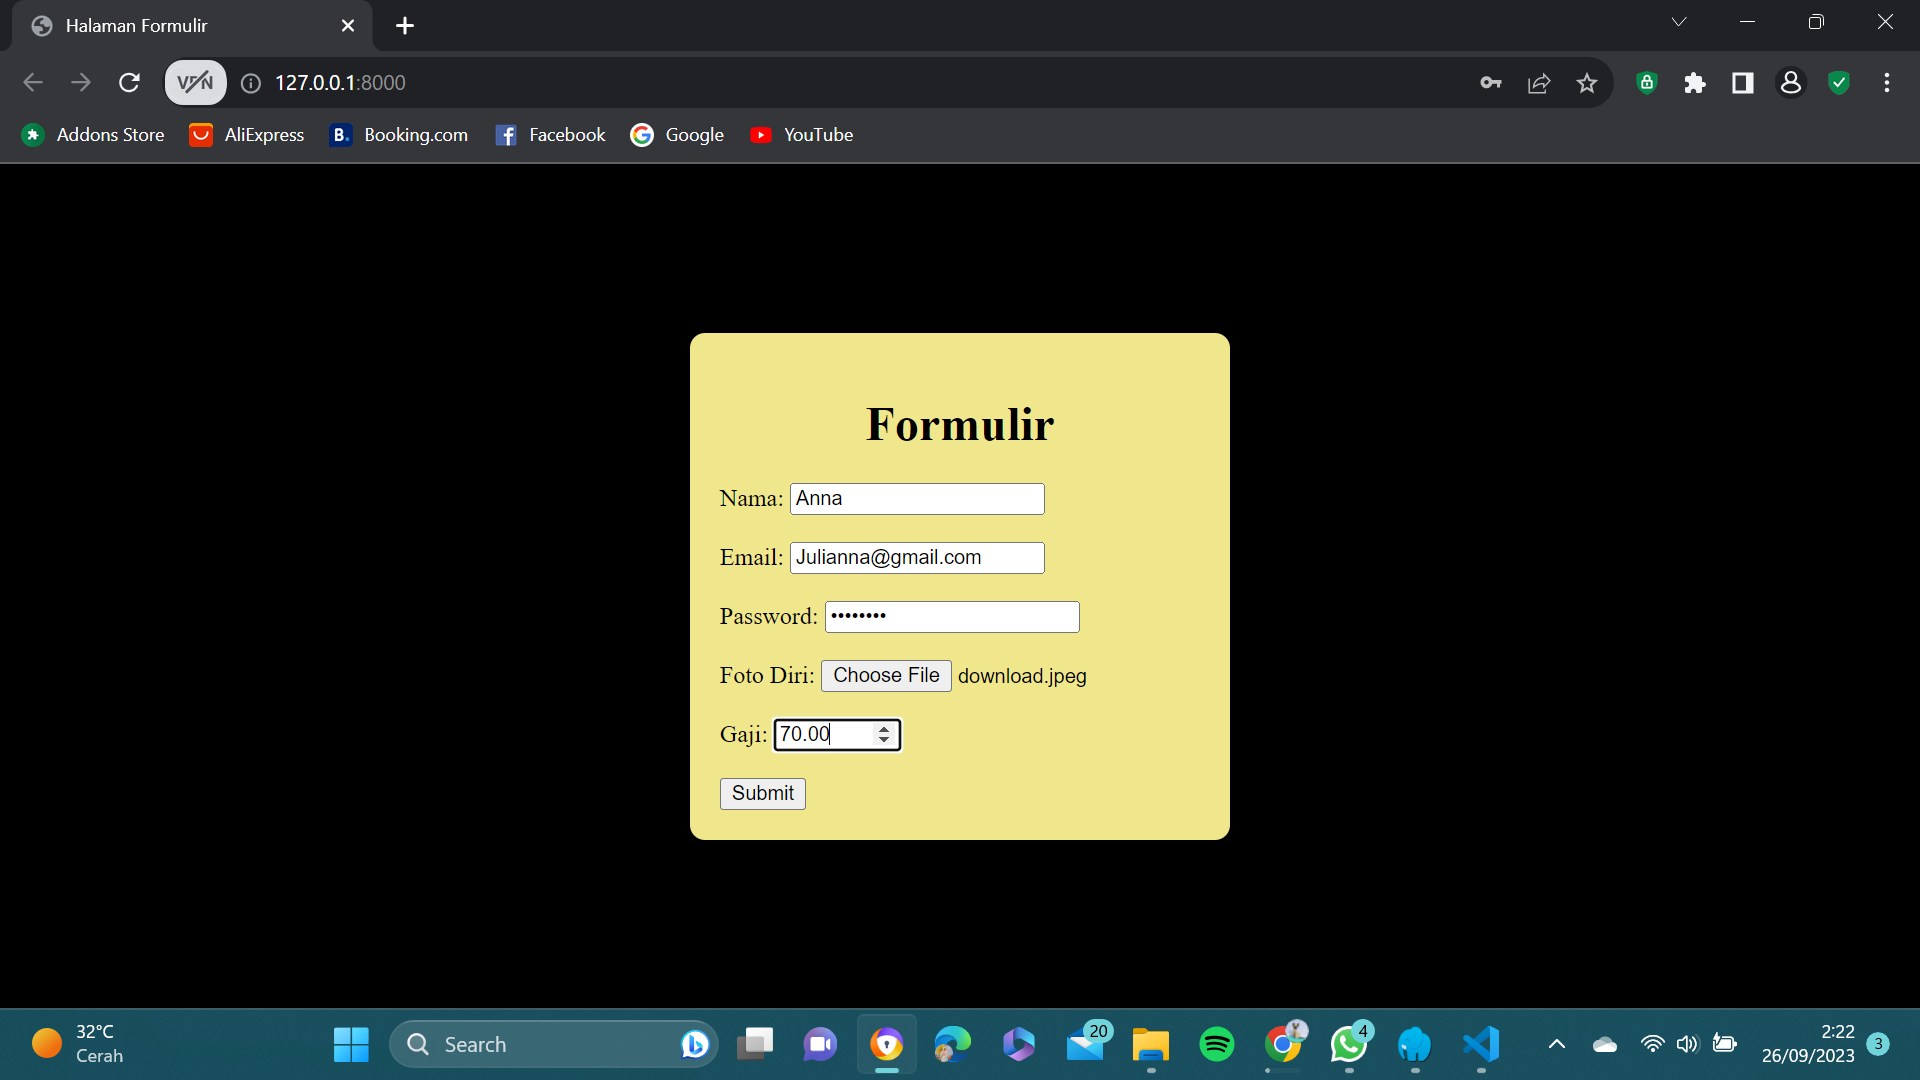 Halaman Formulir
VPN 127.0.0.1:8000
Addons Store AliExpress B. Booking.com Facebook Google YouTube
Formulir
Nama: Anna
Email: Julianna@gmail.com
Password: ••••••••
Foto Diri: Choose File download.jpeg
Gaji: 70.00
Submit
32°C
Cerah
Search
20
4
2:22
26/09/2023
3